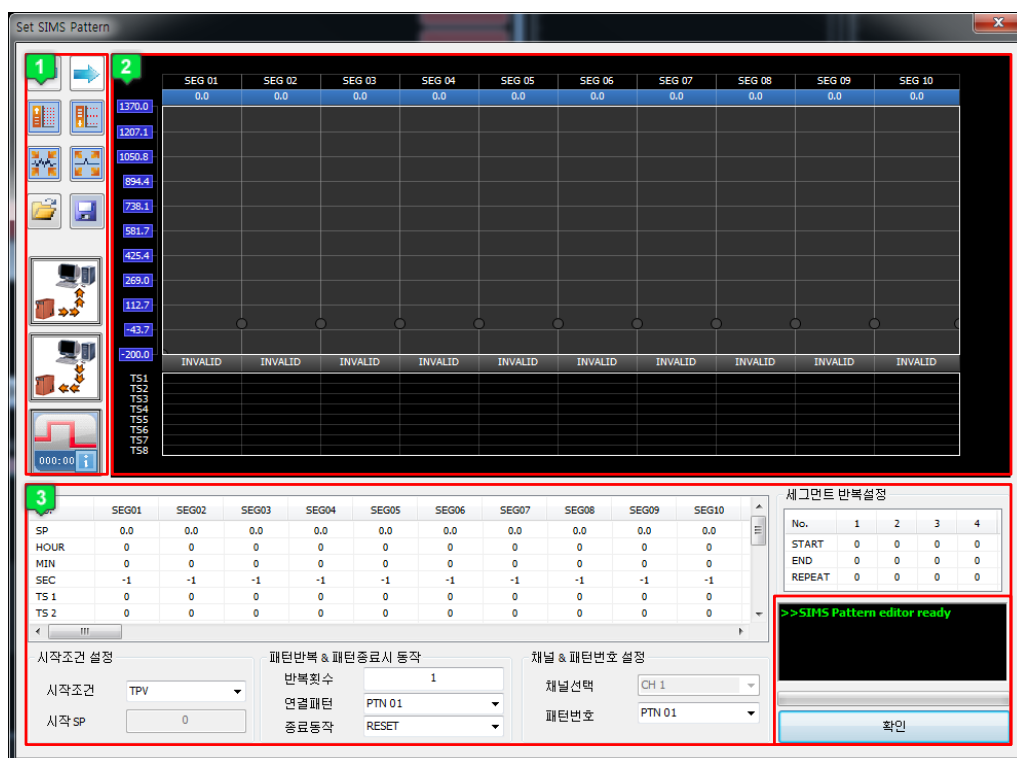 Set SIMS Pattern
1
2
SEG 01 SEG 02 SEG 03 SEG 04 SEG 05 SEG 06 SEG 07 SEG 08 SEG 09 SEG 10
0.0 0.0 0.0 0.0 0.0 0.0 0.0 0.0 0.0 0.0
1370.0
1207.1
1050.8
894.4
738.1
581.7
425.4
269.0
112.7
-43.7
-200.0
INVALID INVALID INVALID INVALID INVALID INVALID INVALID INVALID INVALID INVALID
TS1
TS2
TS3
TS4
TS5
TS6
TS7
TS8
000:00 i
3
SEG01 SEG02 SEG03 SEG04 SEG05 SEG06 SEG07 SEG08 SEG09 SEG10
SP 0.0 0.0 0.0 0.0 0.0 0.0 0.0 0.0 0.0 0.0
HOUR 0 0 0 0 0 0 0 0 0 0
MIN 0 0 0 0 0 0 0 0 0 0
SEC -1 -1 -1 -1 -1 -1 -1 -1 -1 -1
TS 1 0 0 0 0 0 0 0 0 0 0
TS 2 0 0 0 0 0 0 0 0 0 0
세그먼트 반복설정
No. 1 2 3 4
START 0 0 0 0
END 0 0 0 0
REPEAT 0 0 0 0
>>SIMS Pattern editor ready
시작조건 설정
시작조건 TPV
시작 SP 0
패턴반복 & 패턴종료시 동작
반복횟수 1
연결패턴 PTN 01
종료동작 RESET
채널 & 패턴번호 설정
채널선택 CH 1
패턴번호 PTN 01
확인